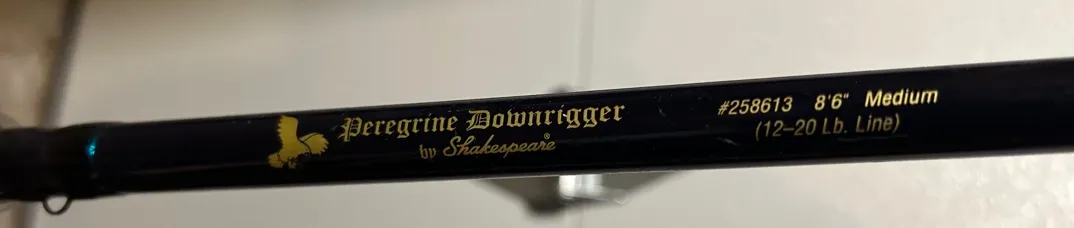 Peregrine Downrigger
by Shakespeare®
#258613 8'6" Medium
(12–20 Lb. Line)